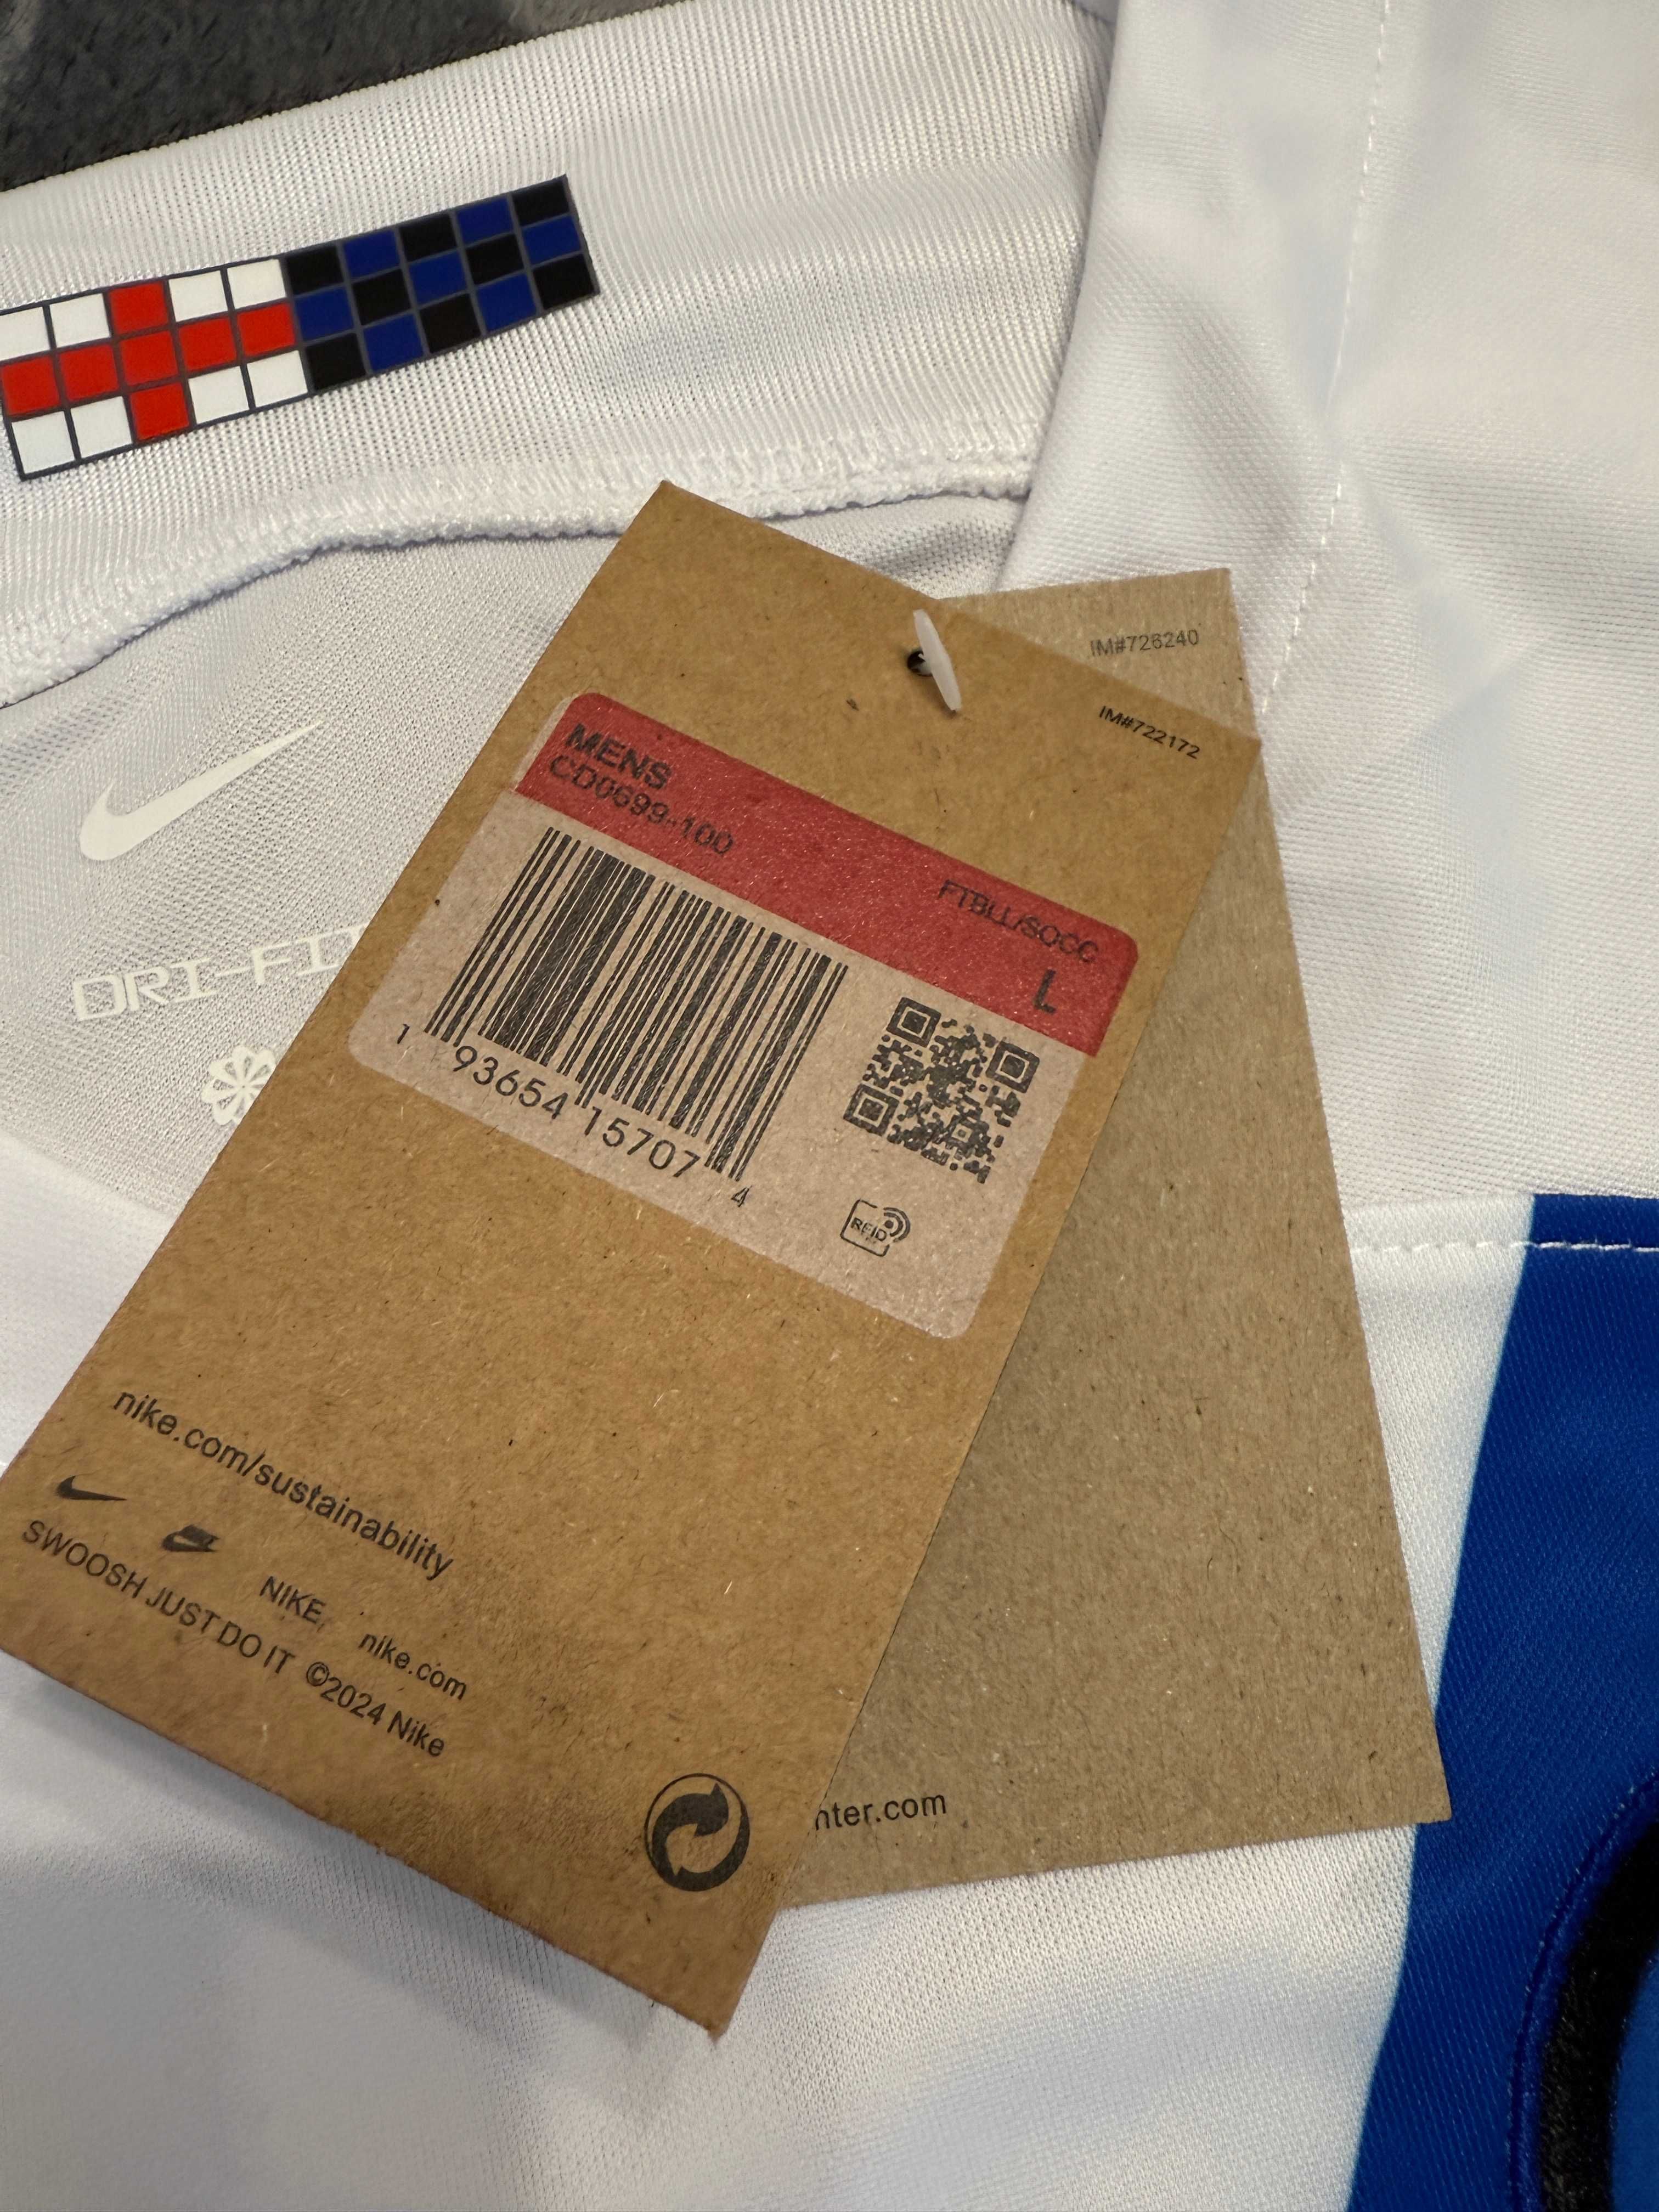 IM#726240
IM#722172
MENS
CD0699-100
FTBLL/SOCC
L
DRI-FI
1 93654 15707 4
RFID
nike.com/sustainability
NIKE, nike.com
SWOOSH JUST DO IT ©2024 Nike
nter.com